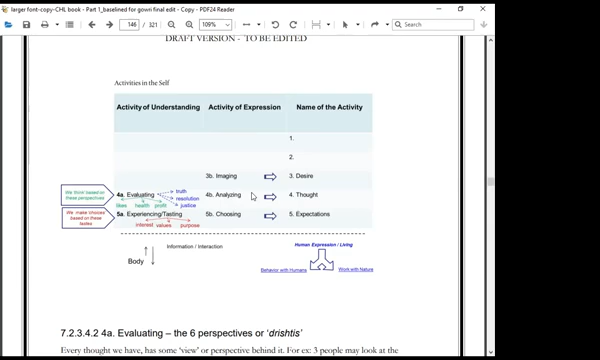 larger font-copy-CHL book - Part 1_baselined for gowri final edit - Copy - PDF24 Reader
146 / 321
109%
Search
DRAFT VERSION - TO BE EDITED
Activities in the Self
Activity of Understanding Activity of Expression Name of the Activity
1.
2.
3b. Imaging 3. Desire
We 'think' based on these perspectives
4a. Evaluating 4b. Analyzing 4. Thought
truth
resolution
justice
likes health profit
We make 'choices' based on these tastes
5a. Experiencing/Tasting 5b. Choosing 5. Expectations
interest values purpose
Body
Information / Interaction
Human Expression / Living
Behavior with Humans Work with Nature
7.2.3.4.2 4a. Evaluating – the 6 perspectives or 'drishtis'
Every thought we have, has some 'view' or perspective behind it. For ex: 3 people may look at the